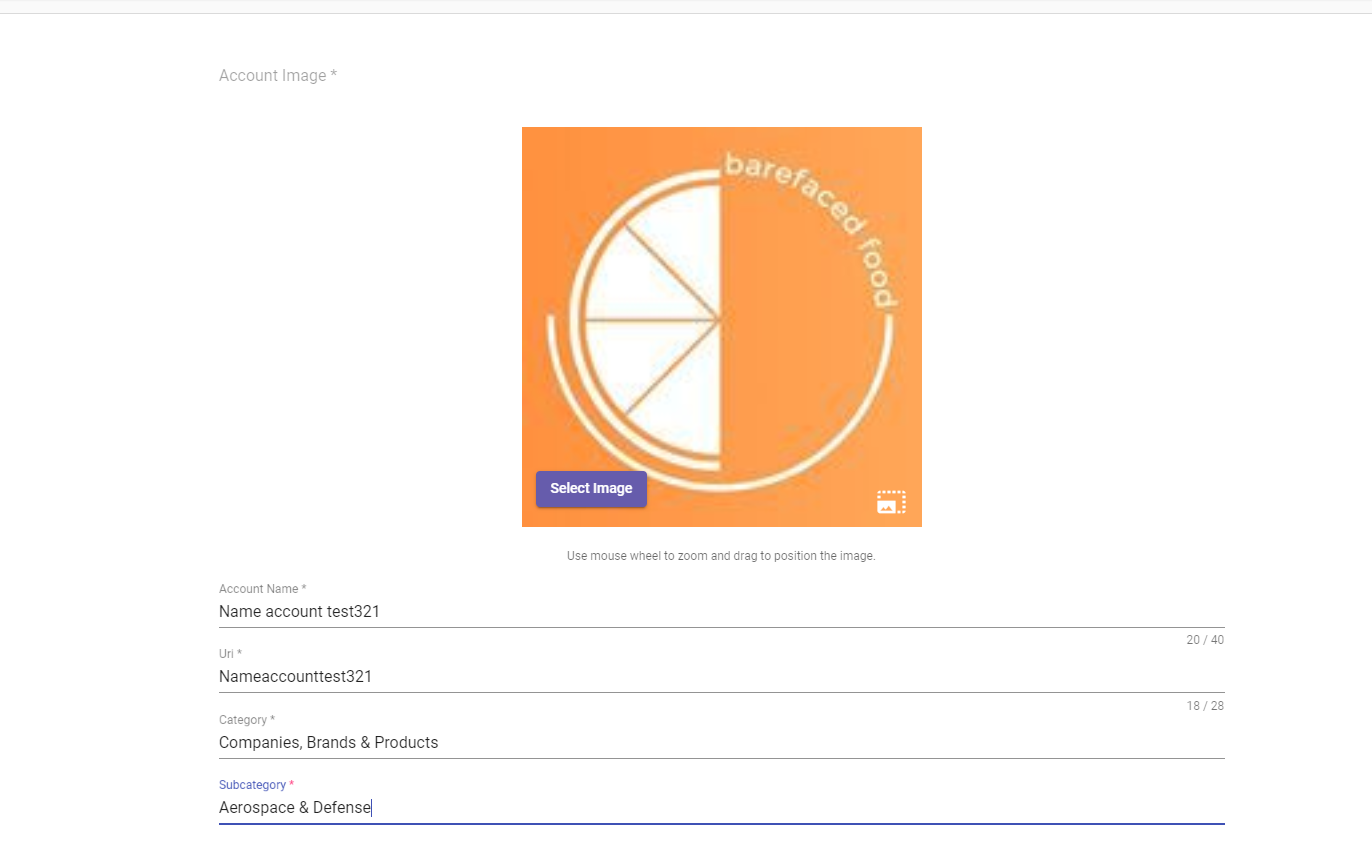 Account Image *
barefaced food
Select Image
Use mouse wheel to zoom and drag to position the image.
Account Name *
Name account test321
20 / 40
Uri *
Nameaccounttest321
18 / 28
Category *
Companies, Brands & Products
Subcategory *
Aerospace & Defense